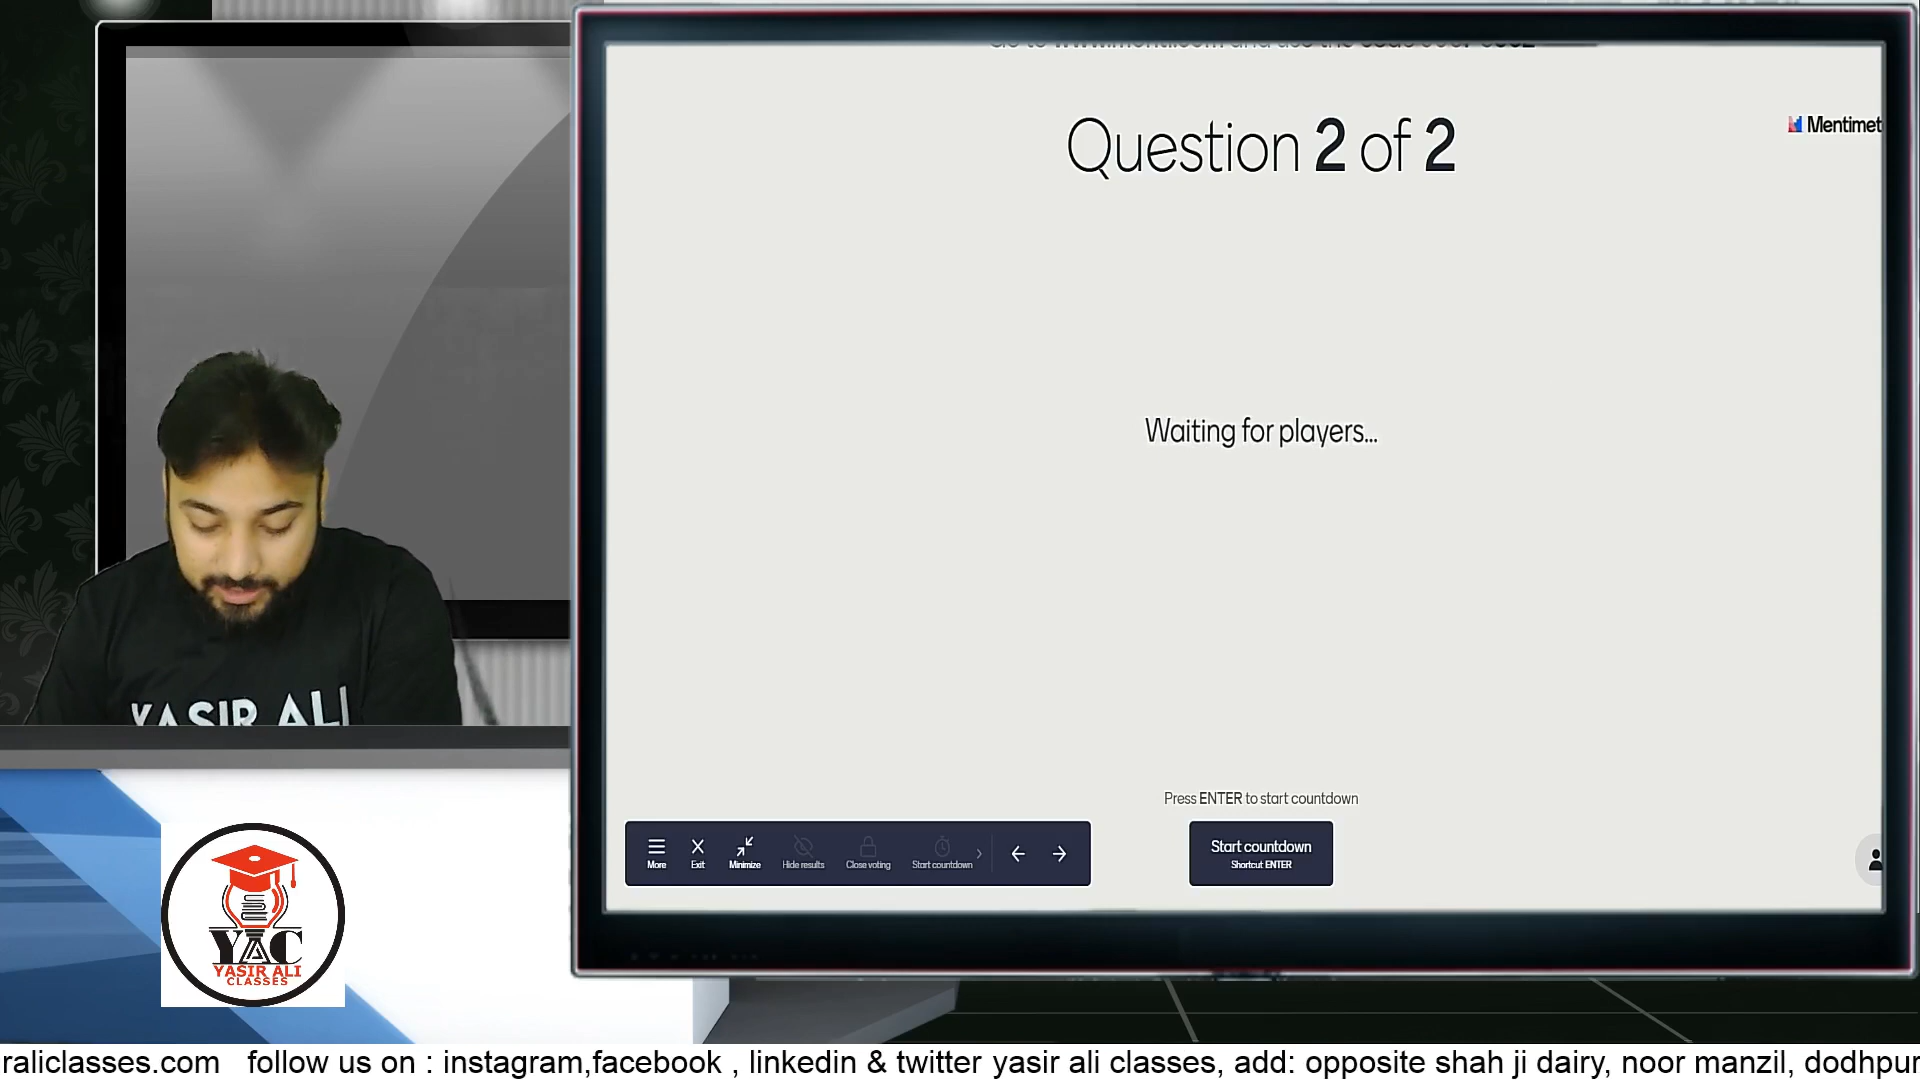 Question 2 of 2
Mentimet
Waiting for players...
Press ENTER to start countdown
More
Exit
Minimize
Hide results
Close voting
Start countdown
Start countdown
Shortcut ENTER
YASIR ALI
YAC
YASIR ALI
CLASSES
raliclasses.com follow us on : instagram,facebook , linkedin & twitter yasir ali classes, add: opposite shah ji dairy, noor manzil, dodhpur